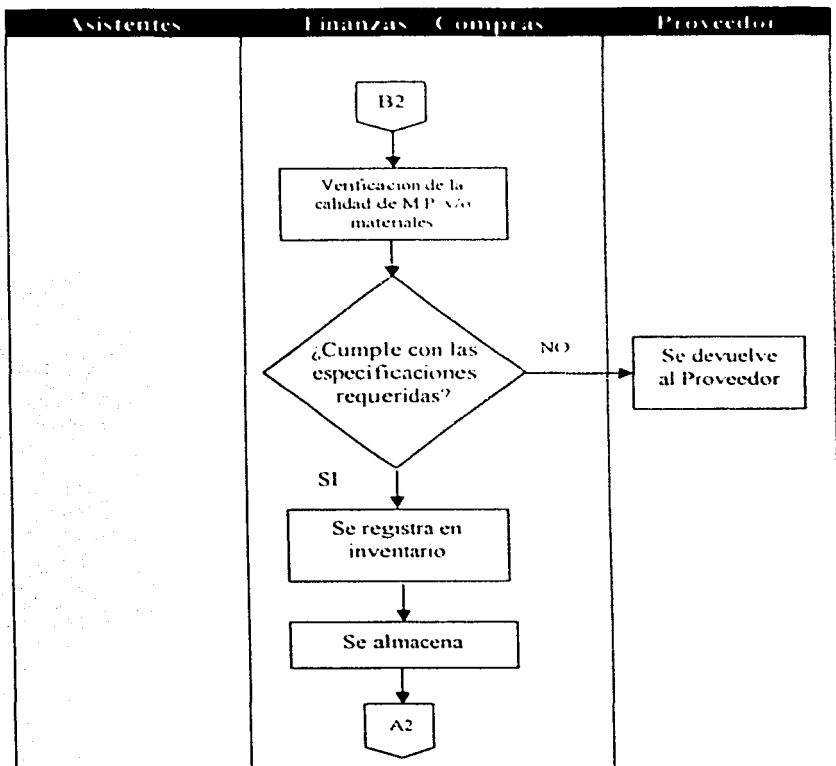 Asistentes
Finanzas Compras
Proveedor
B2
Verificacion de la
calidad de M.P. y/o
materiales
¿Cumple con las
especificaciones
requeridas?
NO
Se devuelve
al Proveedor
SI
Se registra en
inventario
Se almacena
A2